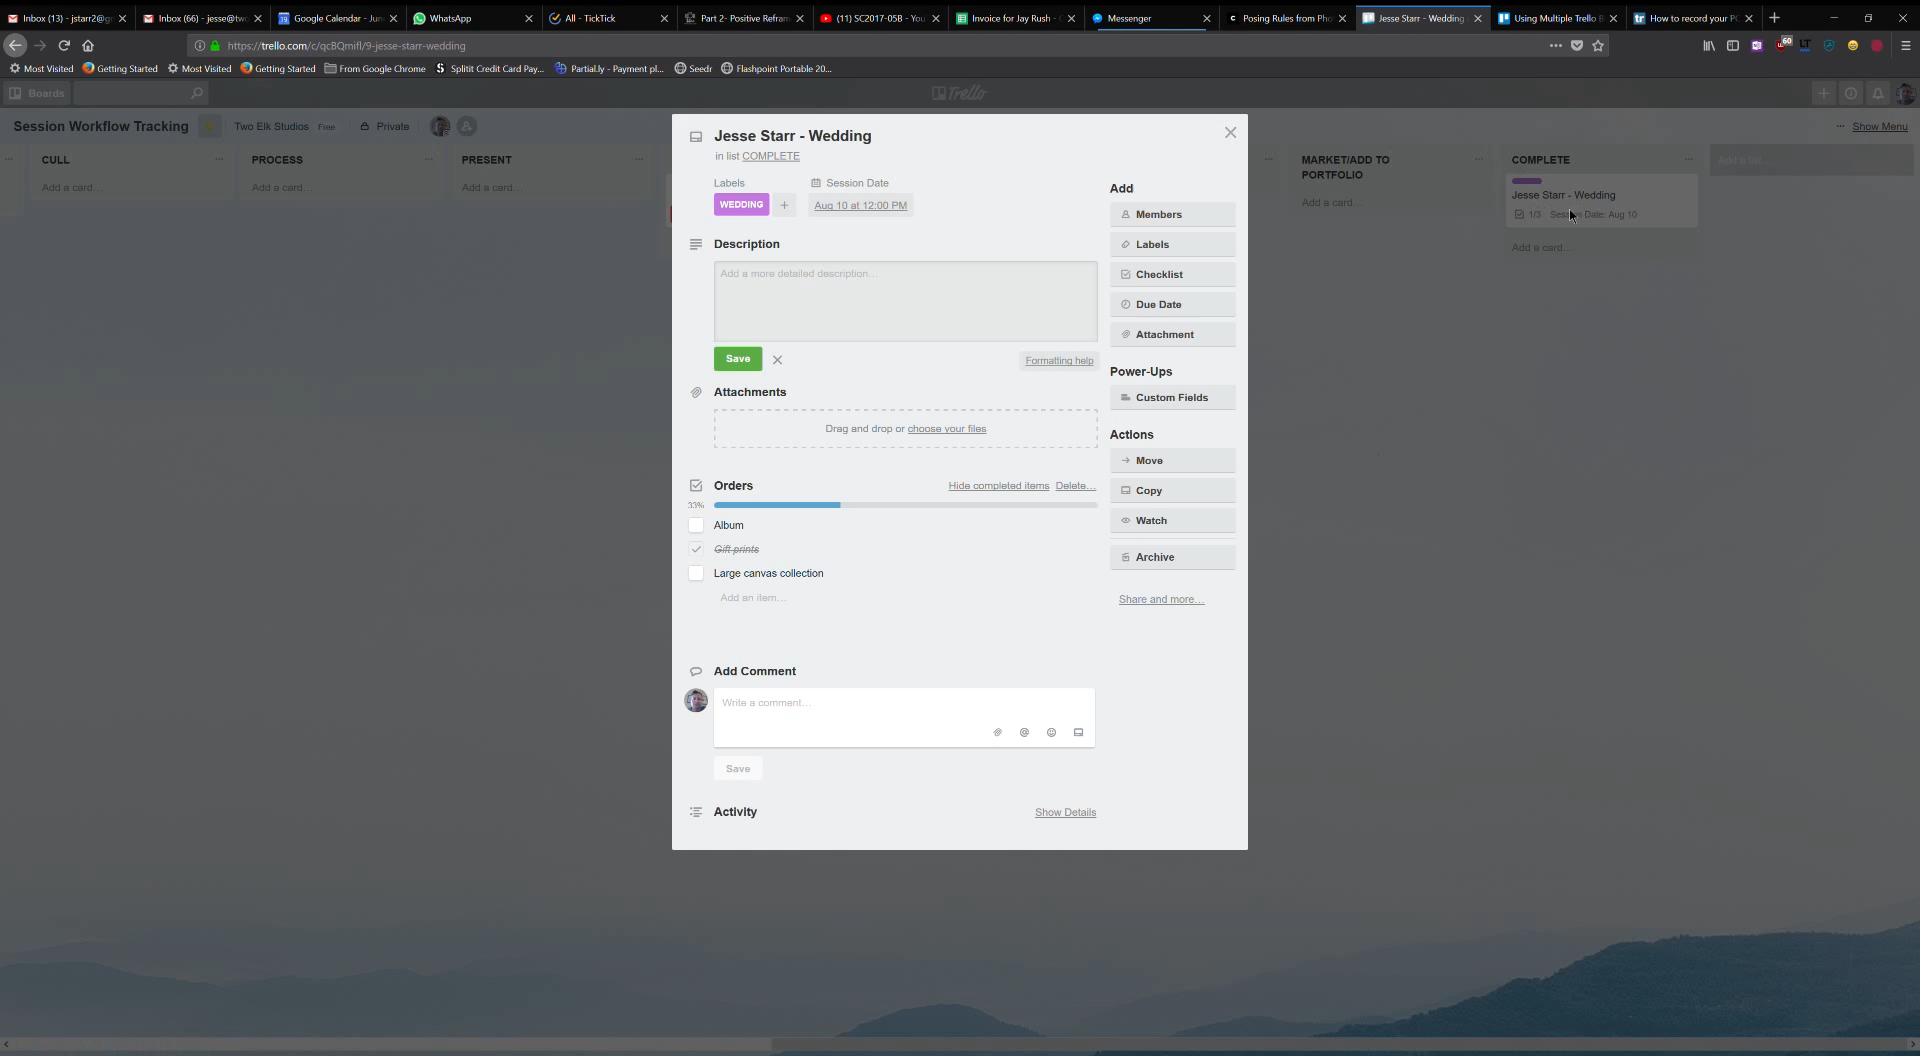 Inbox (13) - jstarr2@g
Inbox (66) - jesse@tw
Google Calendar - Jun
WhatsApp
All - TickTick
Part 2- Positive Refram
(11) SC2017-05B - You
Invoice for Jay Rush -
Messenger
Posing Rules from Pho
Jesse Starr - Wedding
Using Multiple Trello B
How to record your PC
https://trello.com/c/qcBQmifl/9-jesse-starr-wedding
60
Most Visited
Getting Started
Most Visited
Getting Started
From Google Chrome
Splitit Credit Card Pay...
Partial.ly - Payment pl...
Seedr
Flashpoint Portable 20...
Boards
Trello
Session Workflow Tracking
Two Elk Studios Free
Private
Show Menu
CULL
Add a card...
PROCESS
Add a card...
PRESENT
Add a card...
Jesse Starr - Wedding
in list COMPLETE
Labels
WEDDING
Session Date
Aug 10 at 12:00 PM
Description
Add a more detailed description...
Save
Formatting help
Attachments
Drag and drop or choose your files
Orders
Hide completed items Delete...
33%
Album
Gift prints
Large canvas collection
Add an item...
Add Comment
Write a comment...
@
Save
Activity
Show Details
Add
Members
Labels
Checklist
Due Date
Attachment
Power-Ups
Custom Fields
Actions
Move
Copy
Watch
Archive
Share and more...
MARKET/ADD TO
PORTFOLIO
Add a card...
COMPLETE
Jesse Starr - Wedding
1/3 Session Date: Aug 10
Add a card...
Add a list...